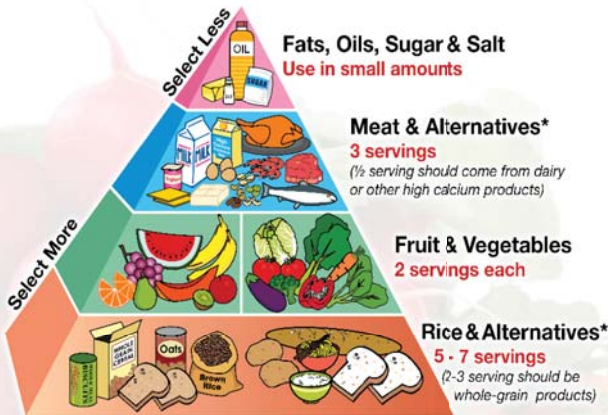 Select Less
OIL
SUGAR
Fats, Oils, Sugar & Salt
Use in small amounts
Meat & Alternatives*
3 servings
(½ serving should come from dairy
or other high calcium products)
MILK
MILK
Select More
Fruit & Vegetables
2 servings each
Rice & Alternatives*
5 - 7 servings
(2-3 serving should be
whole-grain products)
WHOLE
GRAIN
CEREAL
Oats
Brown
Rice
BISCUITS